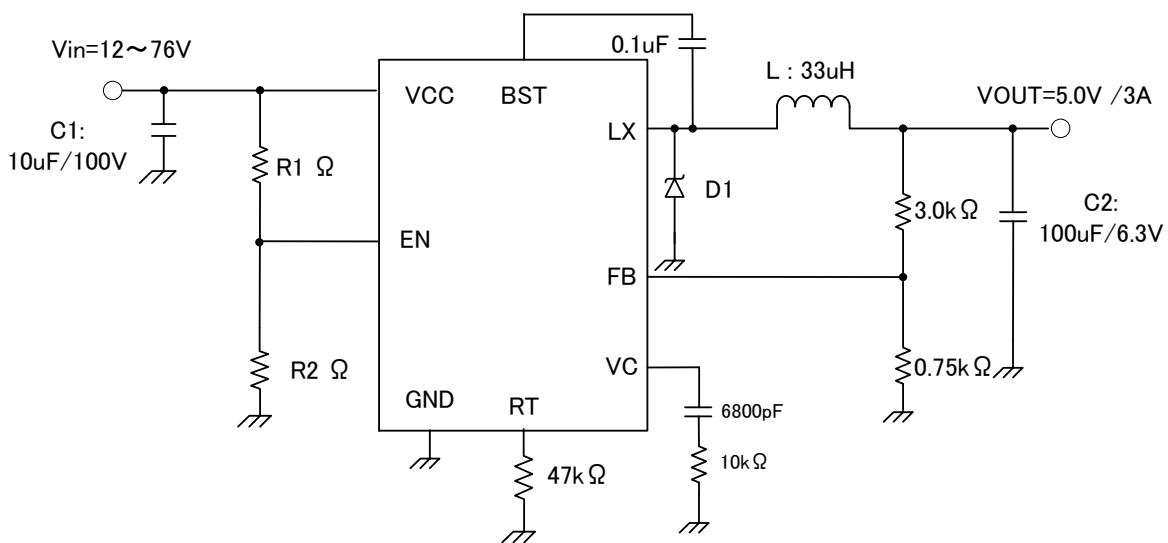 Vin=12～76V
C1:
10uF/100V
R1 Ω
R2 Ω
VCC
BST
LX
EN
FB
VC
GND
RT
0.1uF
L : 33uH
VOUT=5.0V /3A
D1
3.0kΩ
C2:
100uF/6.3V
0.75kΩ
6800pF
10kΩ
47kΩ